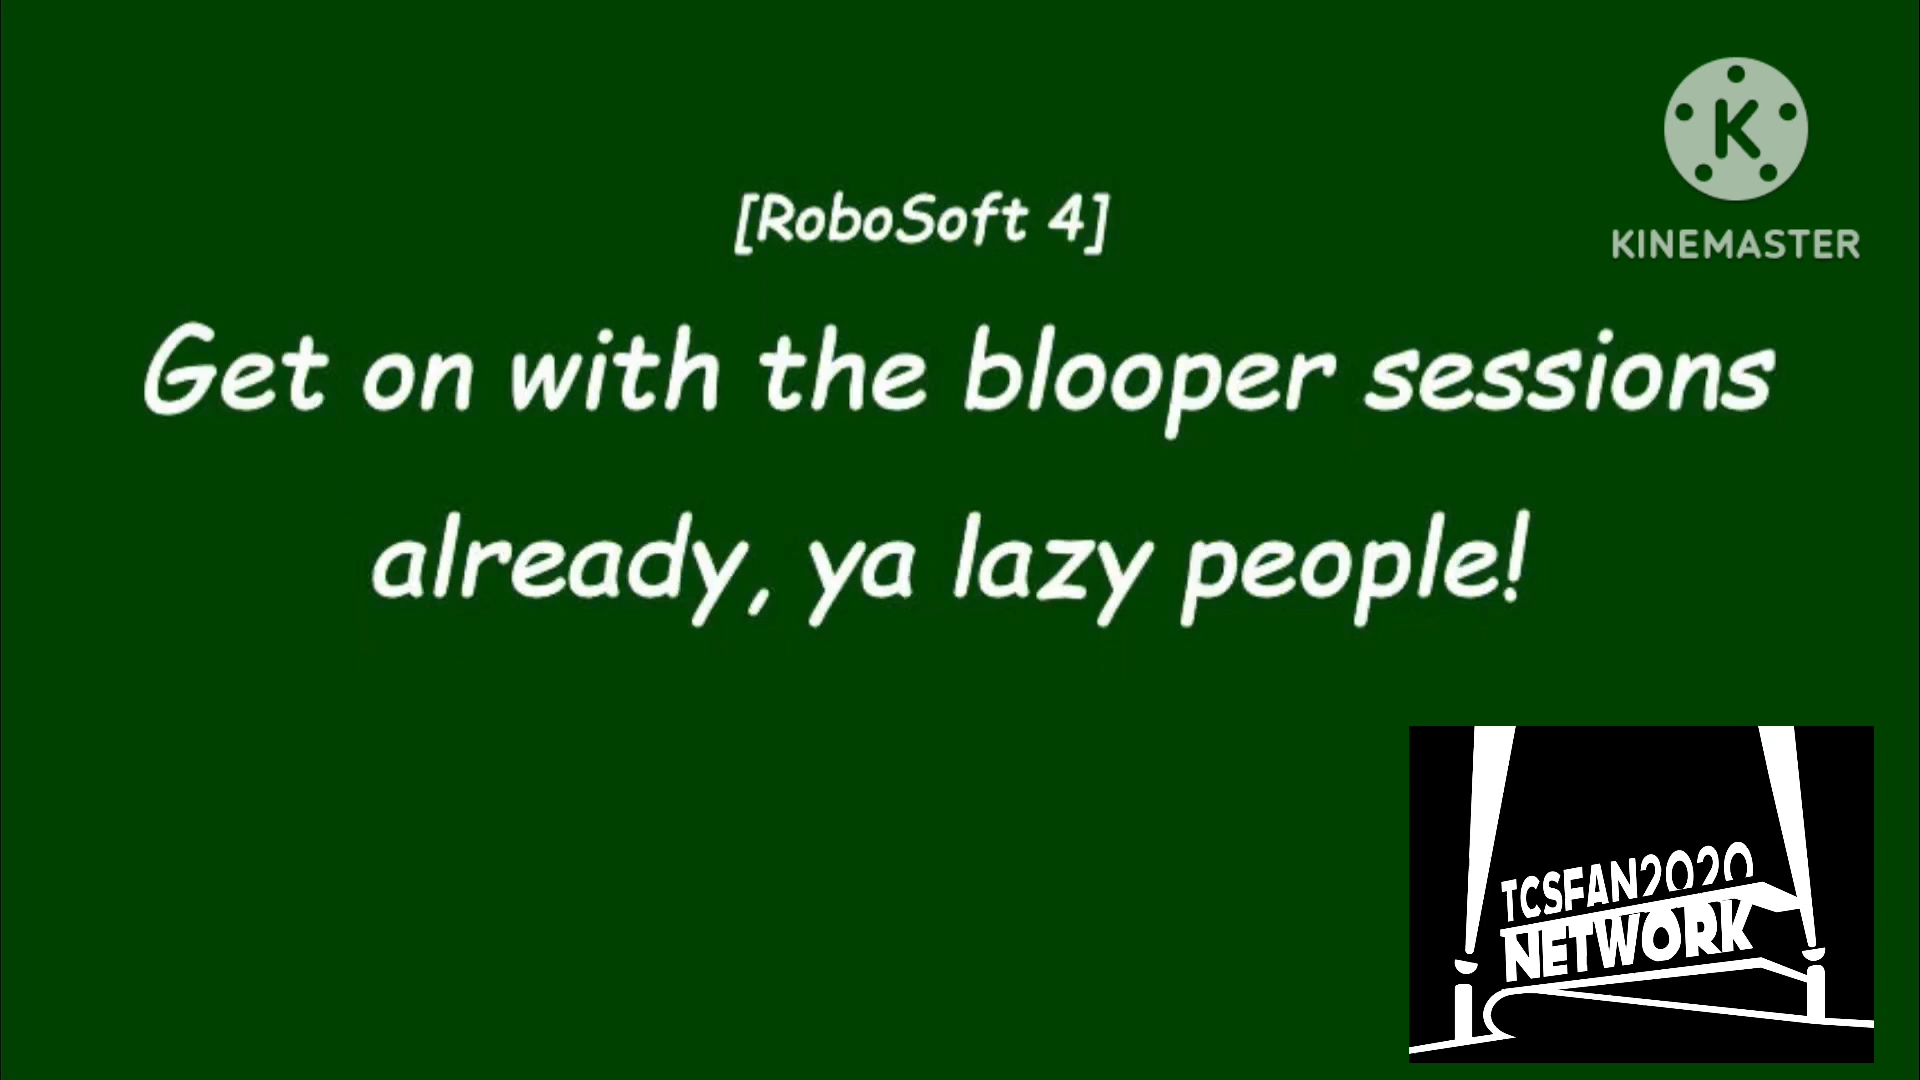 K
KINEMASTER
[RoboSoft 4]
Get on with the blooper sessions
already, ya lazy people!
TCSFAN2020
NETWORK